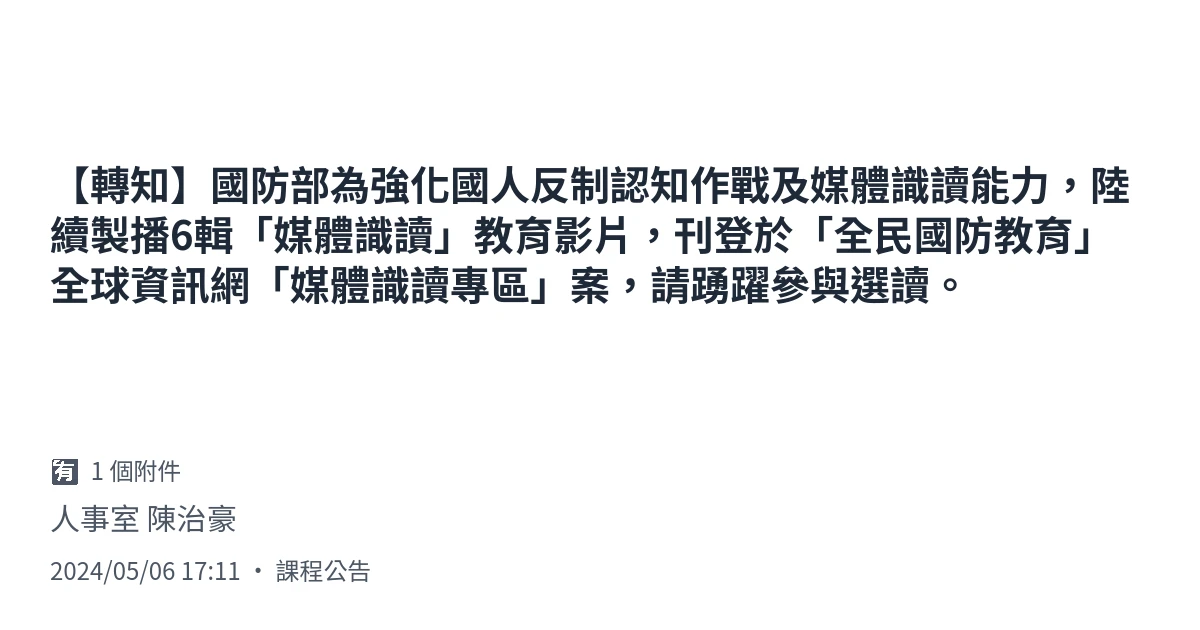 【轉知】國防部為強化國人反制認知作戰及媒體識讀能力，陸
續製播6輯「媒體識讀」教育影片，刊登於「全民國防教育」
全球資訊網「媒體識讀專區」案，請踴躍參與選讀。
有 1 個附件
人事室 陳治豪
2024/05/06 17:11 • 課程公告